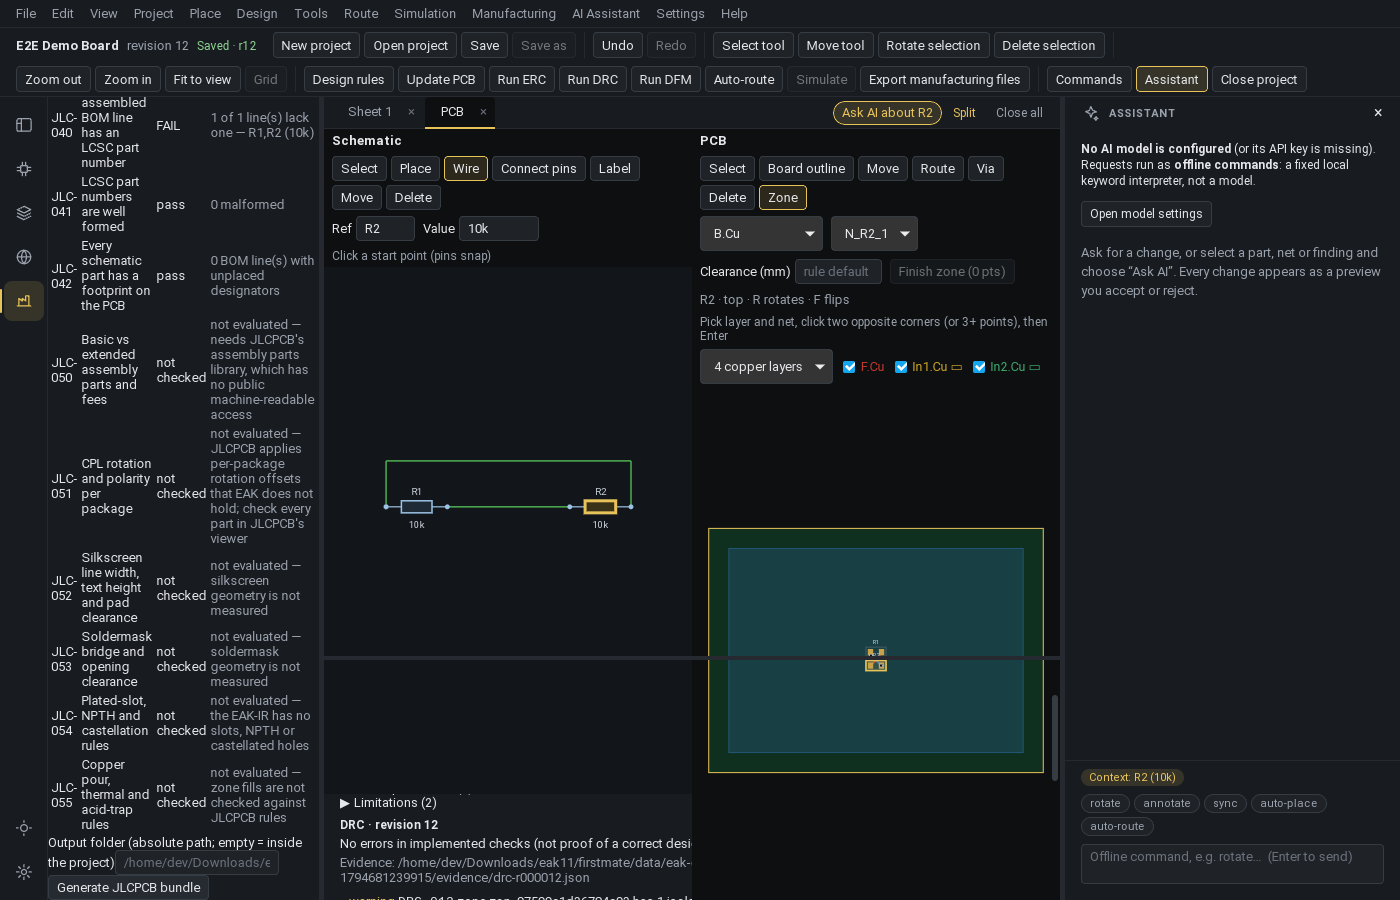 File Edit View Project Place Design Tools Route Simulation Manufacturing AI Assistant Settings Help
E2E Demo Board revision 12 Saved · r12 New project Open project Save Save as Undo Redo Select tool Move tool Rotate selection Delete selection
Zoom out Zoom in Fit to view Grid Design rules Update PCB Run ERC Run DRC Run DFM Auto-route Simulate Export manufacturing files Commands Assistant Close project
JLC-
040
assembled
BOM line
has an
LCSC part
number
FAIL
1 of 1 line(s) lack
one — R1,R2 (10k)
JLC-
041
LCSC part
numbers
are well
formed
pass
0 malformed
JLC-
042
Every
schematic
part has a
footprint on
the PCB
pass
0 BOM line(s) with
unplaced
designators
JLC-
050
Basic vs
extended
assembly
parts and
fees
not
checked
not evaluated —
needs JLCPCB's
assembly parts
library, which has
no public
machine-readable
access
JLC-
051
CPL rotation
and polarity
per
package
not
checked
not evaluated —
JLCPCB applies
per-package
rotation offsets
that EAK does not
hold; check every
part in JLCPCB's
viewer
JLC-
052
Silkscreen
line width,
text height
and pad
clearance
not
checked
not evaluated —
silkscreen
geometry is not
measured
JLC-
053
Soldermask
bridge and
opening
clearance
not
checked
not evaluated —
soldermask
geometry is not
measured
JLC-
054
Plated-slot,
NPTH and
castellation
rules
not
checked
not evaluated —
the EAK-IR has no
slots, NPTH or
castellated holes
JLC-
055
Copper
pour,
thermal and
acid-trap
rules
not
checked
not evaluated —
zone fills are not
checked against
JLCPCB rules
Output folder (absolute path; empty = inside
the project) /home/dev/Downloads/e
Generate JLCPCB bundle
Sheet 1 × PCB × Ask AI about R2 Split Close all
Schematic
Select Place Wire Connect pins Label
Move Delete
Ref R2 Value 10k
Click a start point (pins snap)
R1 R2
10k 10k
▶ Limitations (2)
DRC · revision 12
No errors in implemented checks (not proof of a correct desi
Evidence: /home/dev/Downloads/eak11/firstmate/data/eak-
1794681239915/evidence/drc-r000012.json
PCB
Select Board outline Move Route Via
Delete Zone
B.Cu N_R2_1
Clearance (mm) rule default Finish zone (0 pts)
R2 · top · R rotates · F flips
Pick layer and net, click two opposite corners (or 3+ points), then
Enter
4 copper layers F.Cu In1.Cu In2.Cu
R1
ASSISTANT ×
No AI model is configured (or its API key is missing).
Requests run as offline commands: a fixed local
keyword interpreter, not a model.
Open model settings
Ask for a change, or select a part, net or finding and
choose “Ask AI”. Every change appears as a preview
you accept or reject.
Context: R2 (10k)
rotate annotate sync auto-place
auto-route
Offline command, e.g. rotate… (Enter to send)